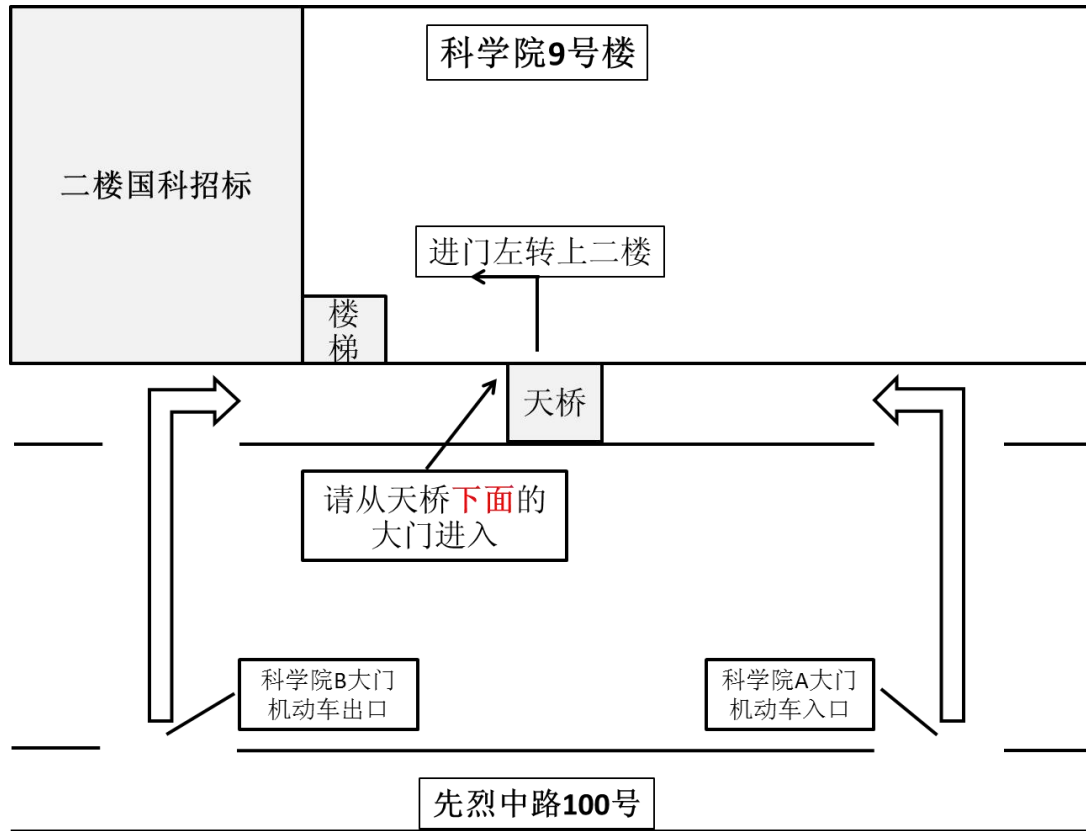 科学院9号楼
二楼国科招标
进门左转上二楼
楼
梯
天桥
请从天桥下面的
大门进入
科学院B大门
机动车出口
科学院A大门
机动车入口
先烈中路100号